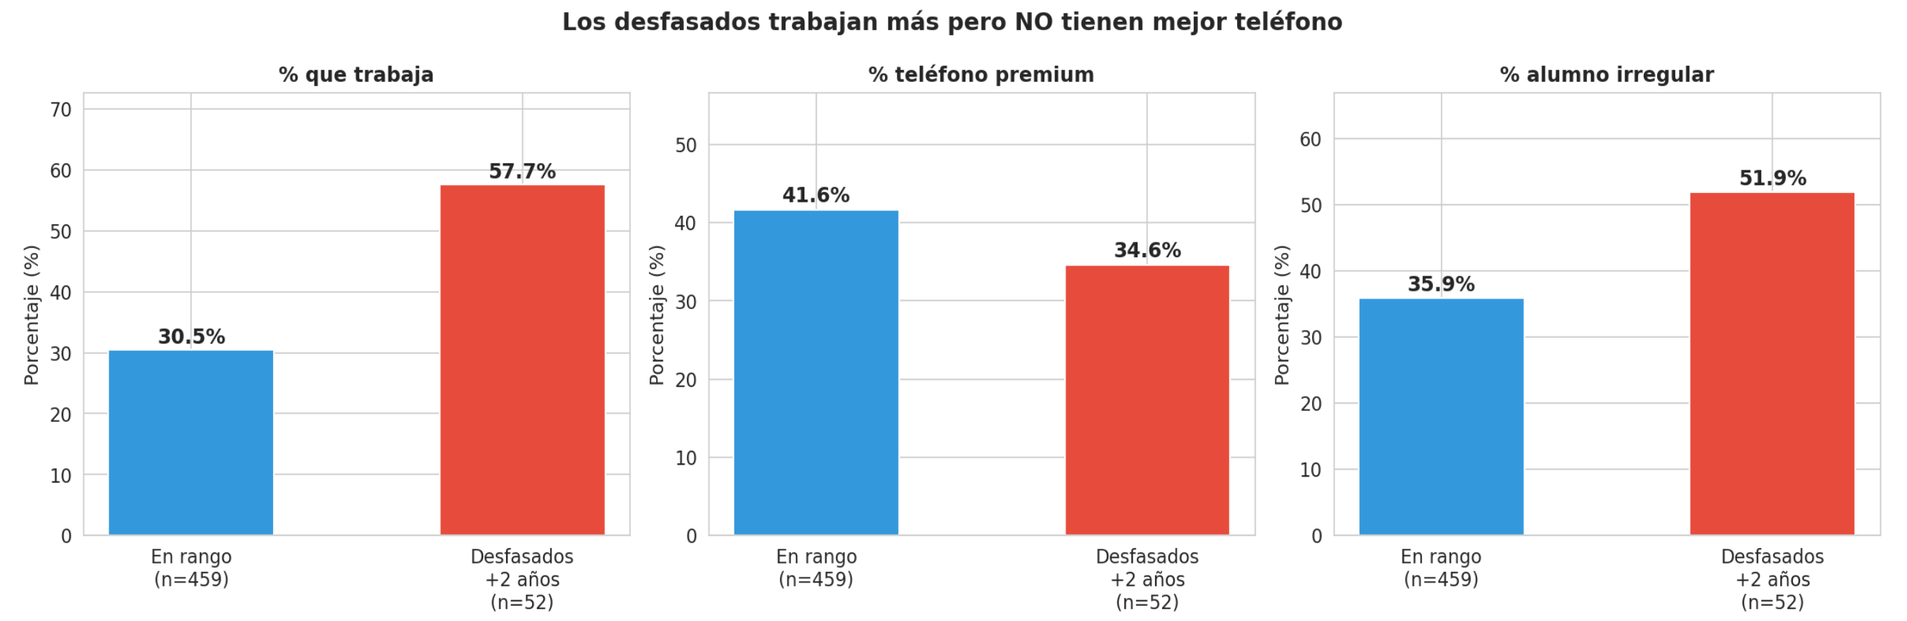 Los desfasados trabajan más pero NO tienen mejor teléfono
% que trabaja
Porcentaje (%)
70
60
50
40
30
20
10
0
30.5%
57.7%
En rango
(n=459)
Desfasados
+2 años
(n=52)
% teléfono premium
Porcentaje (%)
50
40
30
20
10
0
41.6%
34.6%
En rango
(n=459)
Desfasados
+2 años
(n=52)
% alumno irregular
Porcentaje (%)
60
50
40
30
20
10
0
35.9%
51.9%
En rango
(n=459)
Desfasados
+2 años
(n=52)